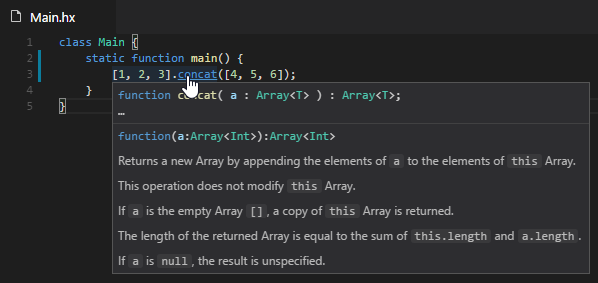 Main.hx
1 class Main {
2 static function main() {
3 [1, 2, 3].concat([4, 5, 6]);
4 }
5 }
function concat( a : Array<T> ) : Array<T>;
…
function(a:Array<Int>):Array<Int>
Returns a new Array by appending the elements of a to the elements of this Array.
This operation does not modify this Array.
If a is the empty Array [], a copy of this Array is returned.
The length of the returned Array is equal to the sum of this.length and a.length.
If a is null, the result is unspecified.